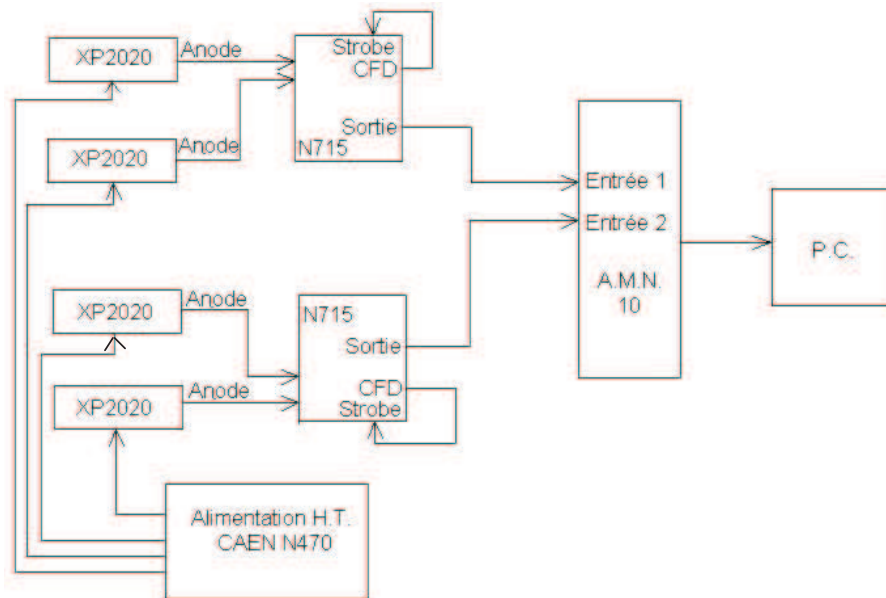 XP2020
Anode
Strobe
CFD
Sortie
N715
XP2020
Anode
Entrée 1
Entrée 2
A.M.N.
10
P.C.
XP2020
Anode
N715
Sortie
CFD
Strobe
XP2020
Anode
Alimentation H.T.
CAEN N470